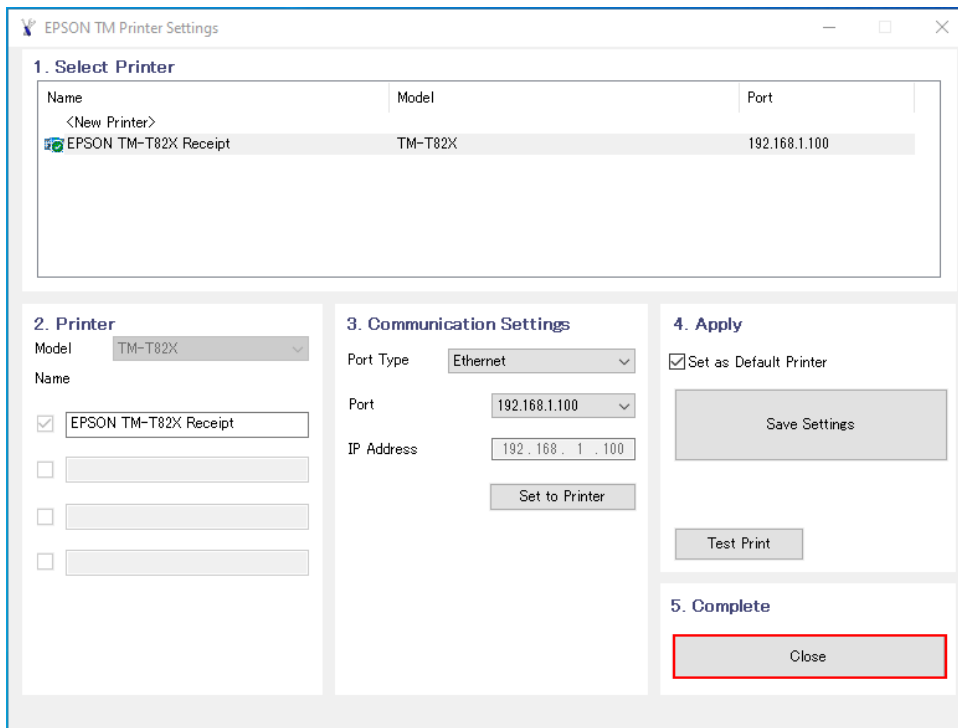 EPSON TM Printer Settings
1. Select Printer
Name Model Port
<New Printer>
EPSON TM-T82X Receipt TM-T82X 192.168.1.100
2. Printer
Model TM-T82X
Name
EPSON TM-T82X Receipt
3. Communication Settings
Port Type Ethernet
Port 192.168.1.100
IP Address 192 . 168 . 1 . 100
Set to Printer
4. Apply
Set as Default Printer
Save Settings
Test Print
5. Complete
Close